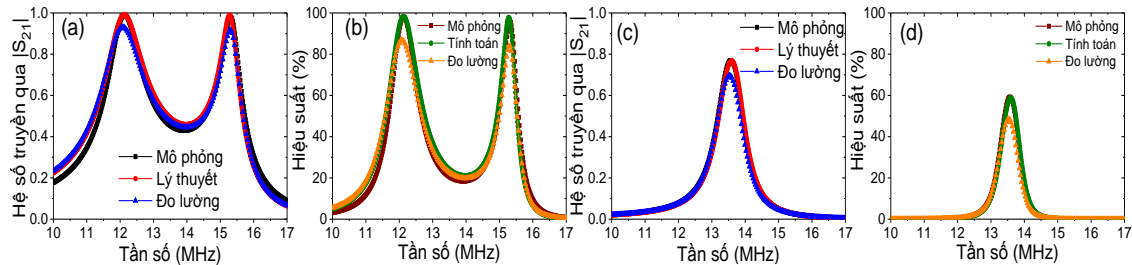 (a)
Hệ số truyền qua |S21|
1.0
0.8
0.6
0.4
0.2
0.0
Mô phỏng
Lý thuyết
Đo lường
10 11 12 13 14 15 16 17
Tần số (MHz)
(b)
Hiệu suất (%)
100
80
60
40
20
0
Mô phỏng
Tính toán
Đo lường
10 11 12 13 14 15 16 17
Tần số (MHz)
(c)
Hệ số truyền qua |S21|
1.0
0.8
0.6
0.4
0.2
0.0
Mô phỏng
Lý thuyết
Đo lường
10 11 12 13 14 15 16 17
Tần số (MHz)
(d)
Hiệu suất (%)
100
80
60
40
20
0
Mô phỏng
Tính toán
Đo lường
10 11 12 13 14 15 16 17
Tần số (MHz)